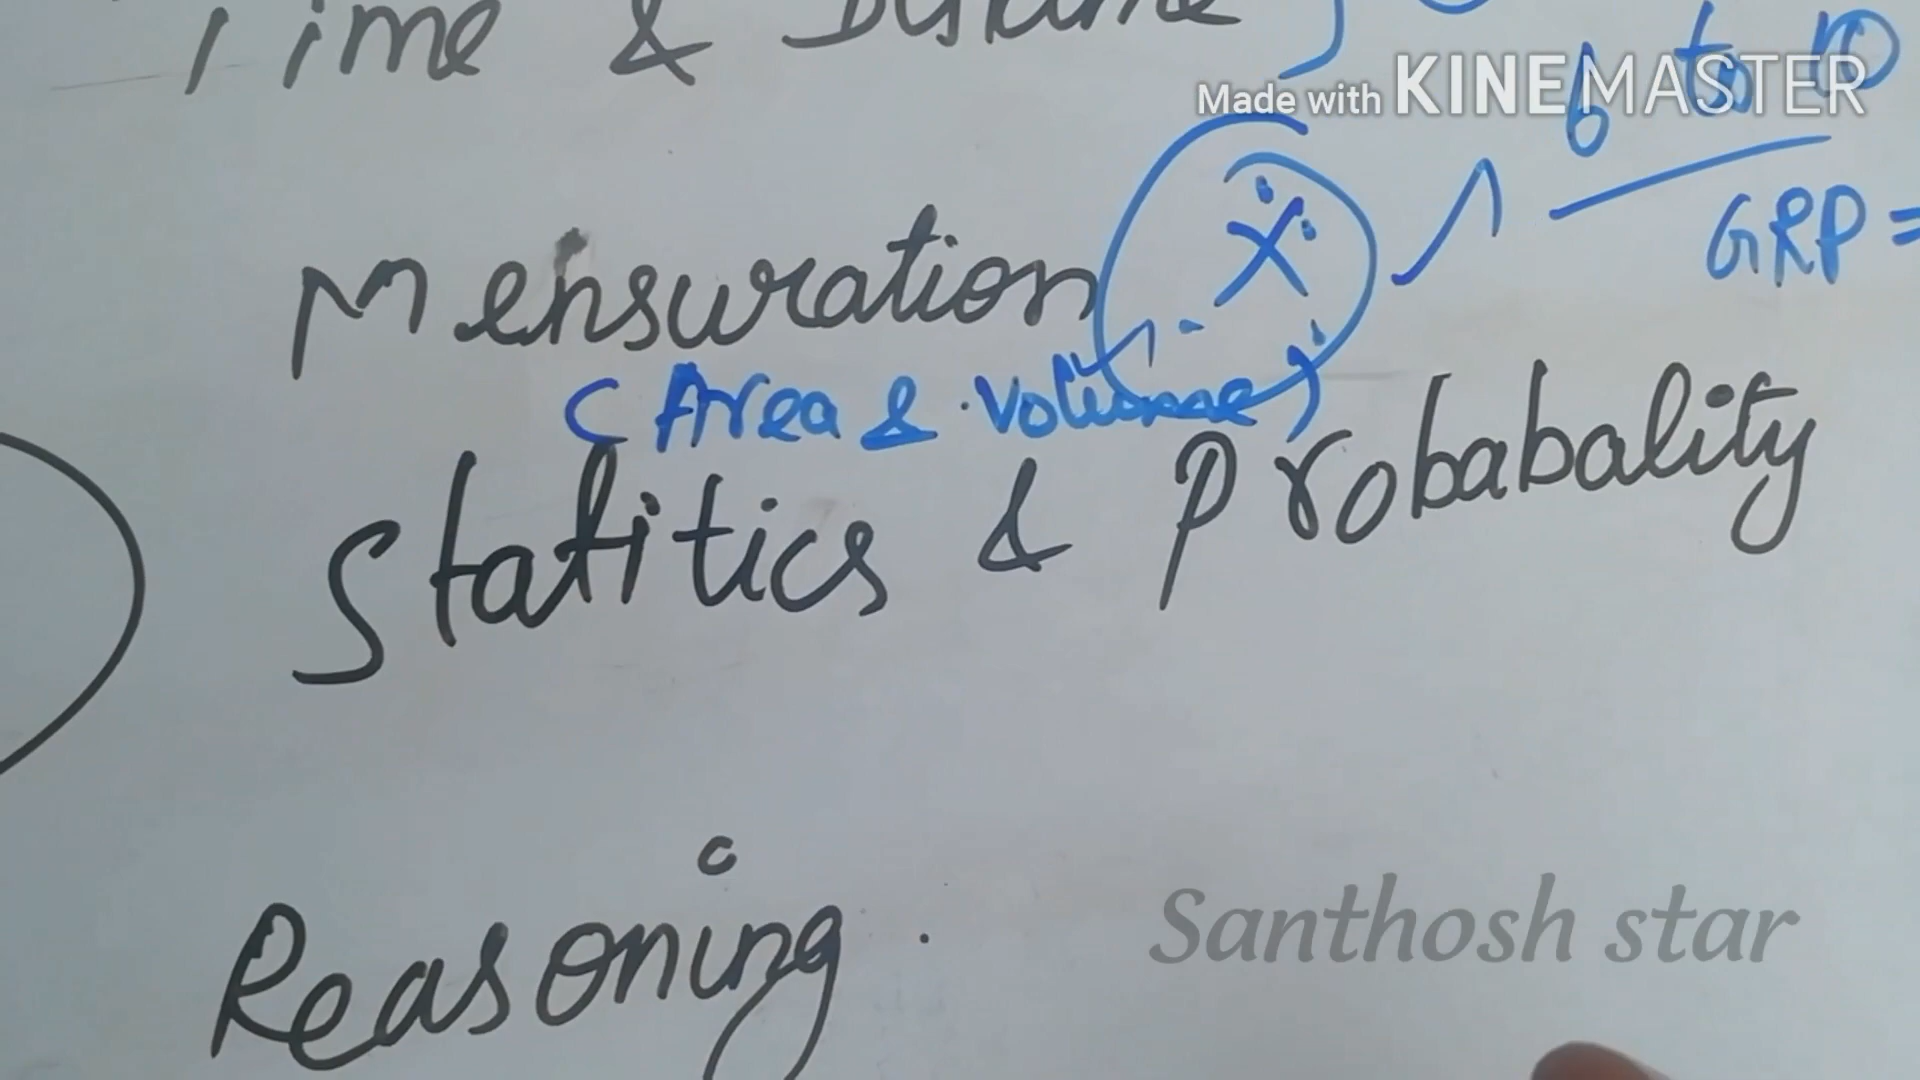 Time & Distance
Made with KINEMASTER
6 to 10
GRP =
Mensuration
X
(Area & Volume)
Statitics & Probabality
Reasoning
Santhosh star